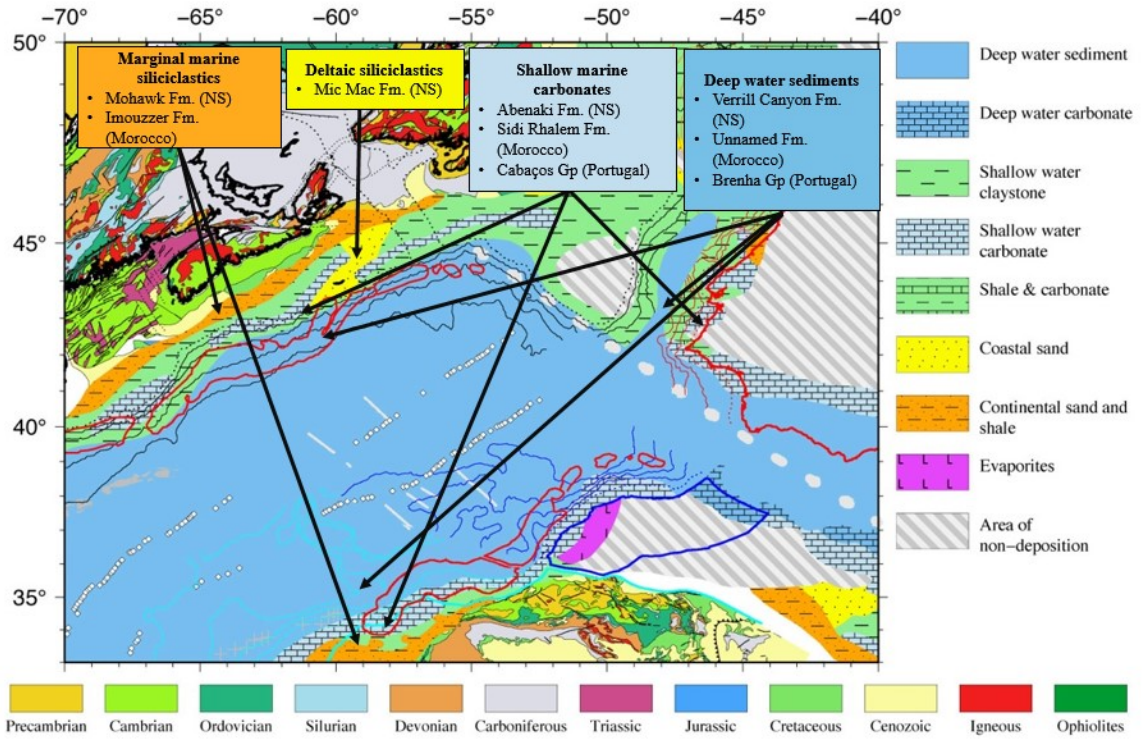 −70 −65 −60 −55 −50 −45 −40
50°
45°
40°
35°
Marginal marine
siliciclastics
• Mohawk Fm. (NS)
• Imouzzer Fm.
(Morocco)
Deltaic siliciclastics
• Mic Mac Fm. (NS)
Shallow marine
carbonates
• Abenaki Fm. (NS)
• Sidi Rhalem Fm.
(Morocco)
• Cabaços Gp (Portugal)
Deep water sediments
• Verrill Canyon Fm.
(NS)
• Unnamed Fm.
(Morocco)
• Brenha Gp (Portugal)
Deep water sediment
Deep water carbonate
Shallow water
claystone
Shallow water
carbonate
Shale & carbonate
Coastal sand
Continental sand and
shale
Evaporites
Area of
non−deposition
Precambrian Cambrian Ordovician Silurian Devonian Carboniferous Triassic Jurassic Cretaceous Cenozoic Igneous Ophiolites